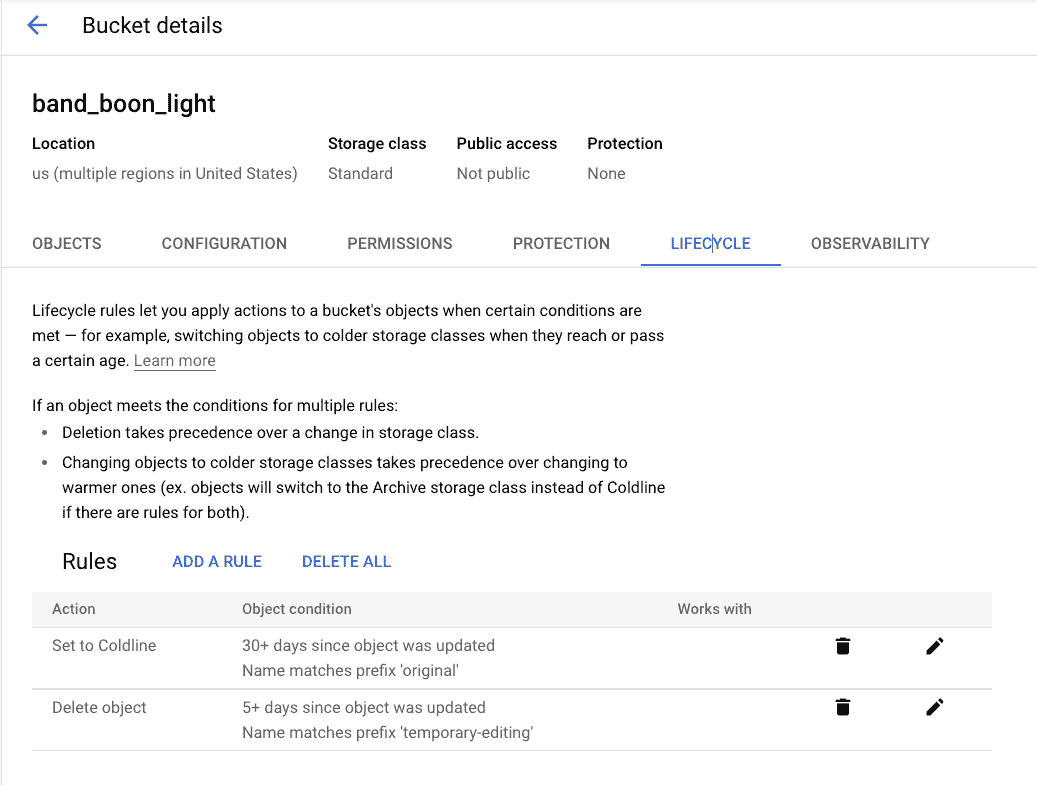 Bucket details
band_boon_light
Location Storage class Public access Protection
us (multiple regions in United States) Standard Not public None
OBJECTS CONFIGURATION PERMISSIONS PROTECTION LIFECYCLE OBSERVABILITY
Lifecycle rules let you apply actions to a bucket's objects when certain conditions are
met — for example, switching objects to colder storage classes when they reach or pass
a certain age. Learn more
If an object meets the conditions for multiple rules:
• Deletion takes precedence over a change in storage class.
• Changing objects to colder storage classes takes precedence over changing to
warmer ones (ex. objects will switch to the Archive storage class instead of Coldline
if there are rules for both).
Rules ADD A RULE DELETE ALL
Action Object condition Works with
Set to Coldline 30+ days since object was updated
Name matches prefix 'original'
Delete object 5+ days since object was updated
Name matches prefix 'temporary-editing'